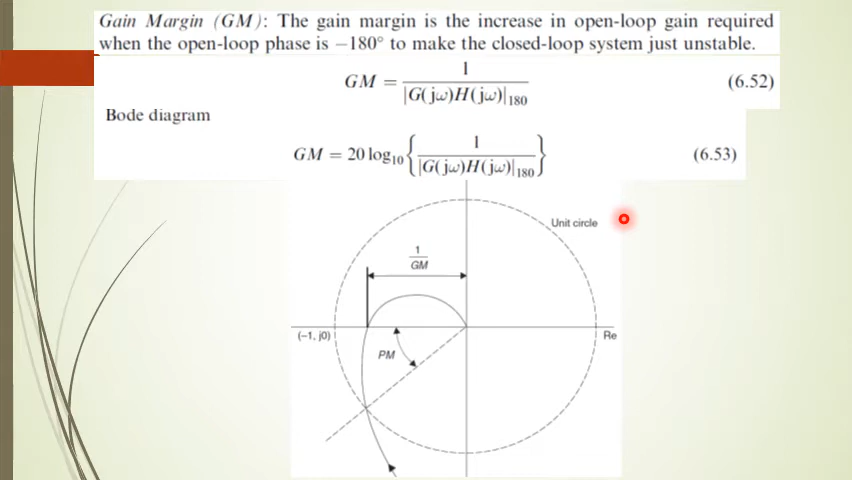 Gain Margin (GM): The gain margin is the increase in open-loop gain required
when the open-loop phase is −180° to make the closed-loop system just unstable.
GM = 1 / |G(jω)H(jω)|180 (6.52)
Bode diagram
GM = 20 log10 { 1 / |G(jω)H(jω)|180 } (6.53)
Unit circle
1
GM
(−1, j0)
Re
PM